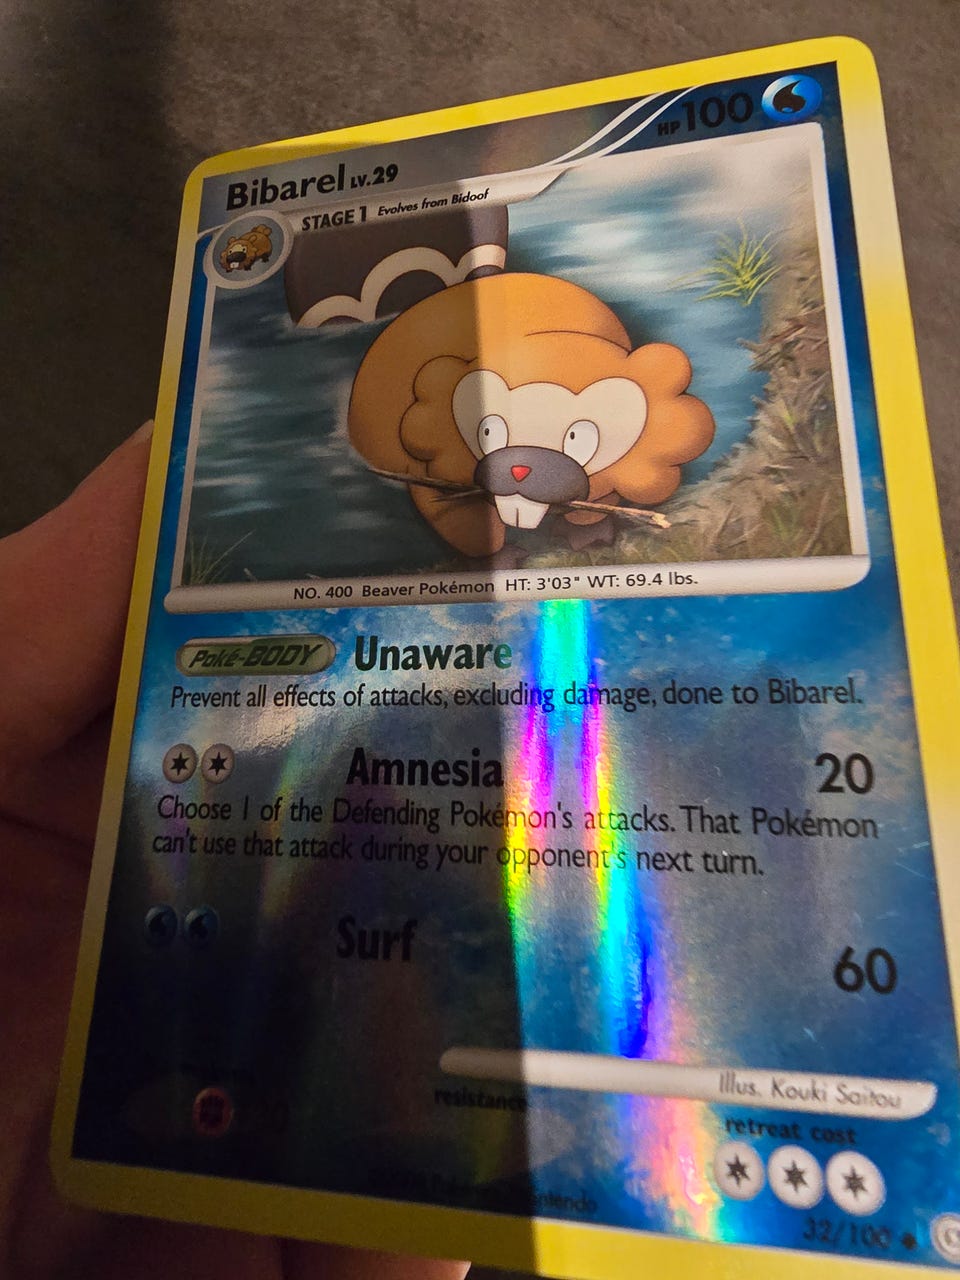 Bibarel LV.29
HP 100
STAGE 1 Evolves from Bidoof
NO. 400 Beaver Pokémon HT: 3'03" WT: 69.4 lbs.
Poké-BODY Unaware
Prevent all effects of attacks, excluding damage, done to Bibarel.
Amnesia 20
Choose 1 of the Defending Pokémon's attacks. That Pokémon
can't use that attack during your opponent's next turn.
Surf 60
Illus. Kouki Saitou
resistance
retreat cost
32/100